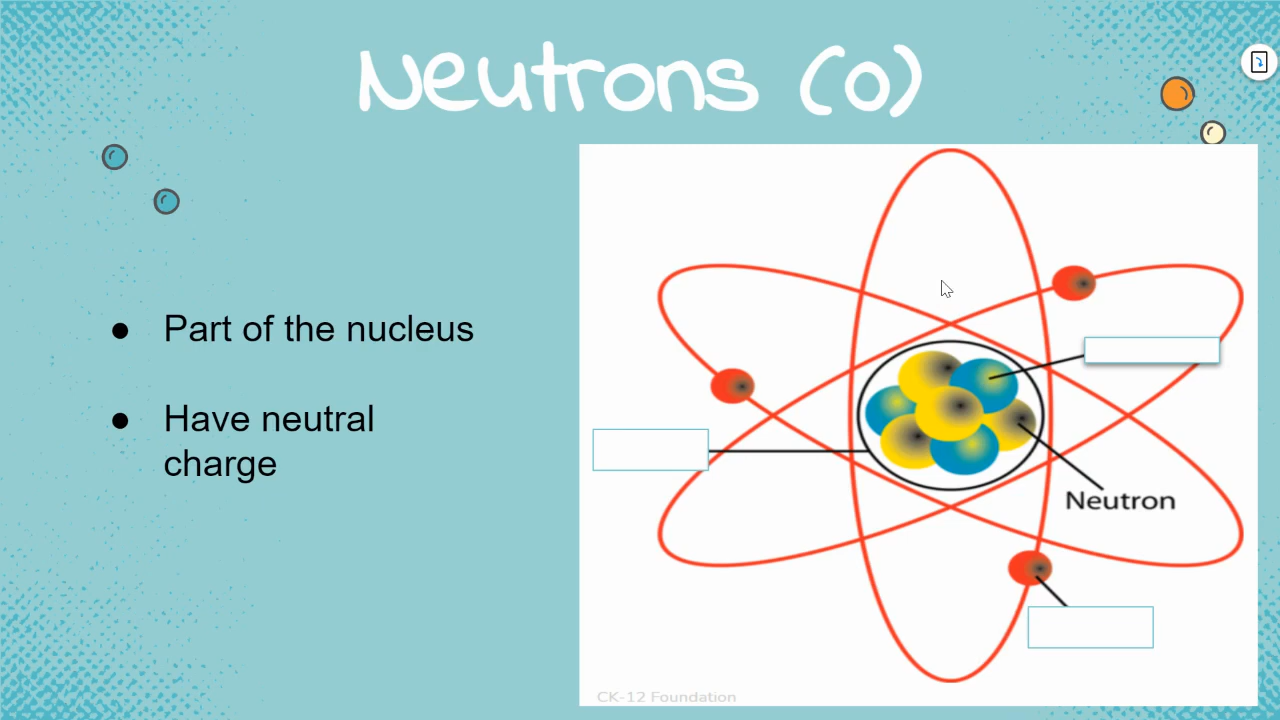 Neutrons (0)
● Part of the nucleus
● Have neutral
charge
Neutron
CK-12 Foundation